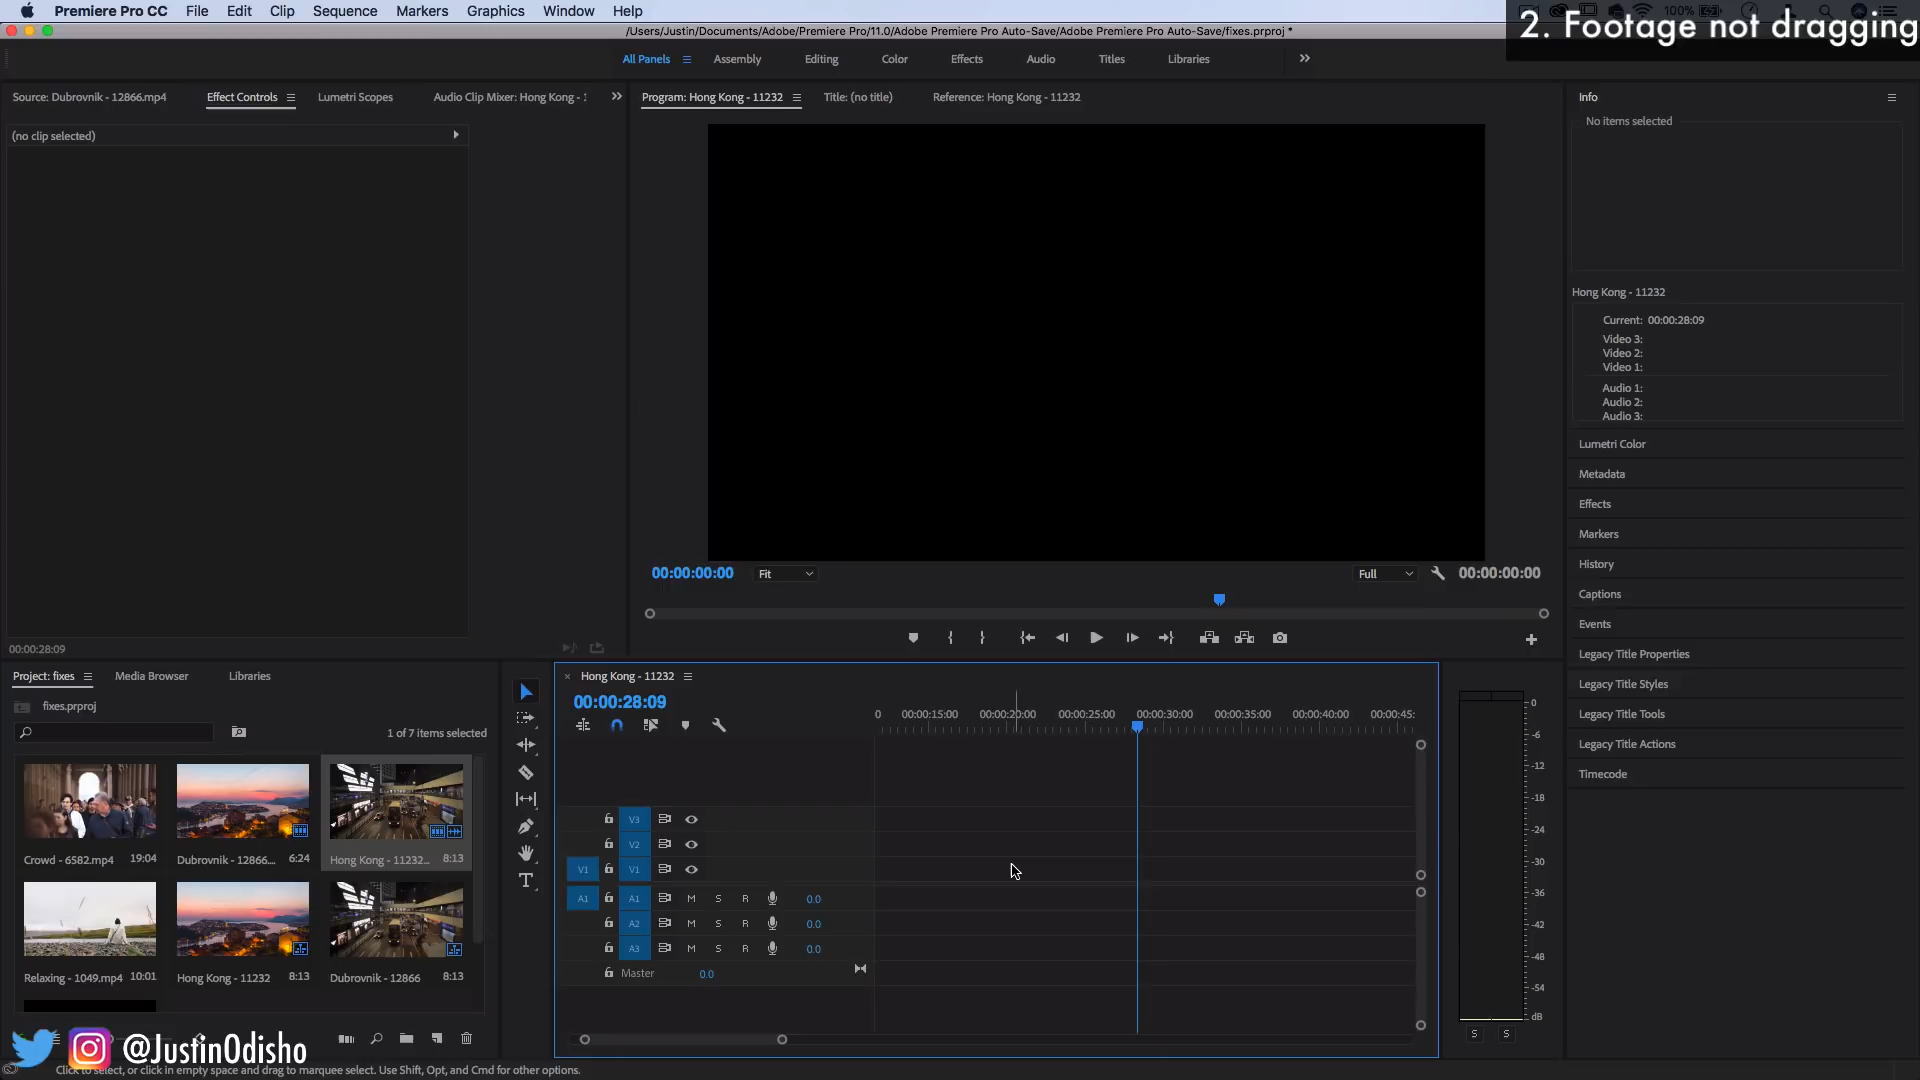 Premiere Pro CC File Edit Clip Sequence Markers Graphics Window Help
100%
2. Footage not dragging
/Users/Justin/Documents/Adobe/Premiere Pro/11.0/Adobe Premiere Pro Auto-Save/Adobe Premiere Pro Auto-Save/fixes.prproj *
All Panels Assembly Editing Color Effects Audio Titles Libraries
Source: Dubrovnik - 12866.mp4 Effect Controls Lumetri Scopes Audio Clip Mixer: Hong Kong - 1
Program: Hong Kong - 11232 Title: (no title) Reference: Hong Kong - 11232
Info
No items selected
(no clip selected)
Hong Kong - 11232
Current: 00:00:28:09
Video 3:
Video 2:
Video 1:
Audio 1:
Audio 2:
Audio 3:
Lumetri Color
Metadata
Effects
Markers
History
Captions
Events
Legacy Title Properties
Legacy Title Styles
Legacy Title Tools
Legacy Title Actions
Timecode
00:00:00:00 Fit Full 00:00:00:00
00:00:28:09
Project: fixes Media Browser Libraries
fixes.prproj
1 of 7 items selected
Crowd - 6582.mp4 19:04
Dubrovnik - 12866.... 6:24
Hong Kong - 11232... 8:13
Relaxing - 1049.mp4 10:01
Hong Kong - 11232 8:13
Dubrovnik - 12866 8:13
Hong Kong - 11232
00:00:28:09
0 00:00:15:00 00:00:20:00 00:00:25:00 00:00:30:00 00:00:35:00 00:00:40:00 00:00:45:
V3
V2
V1 V1
A1 A1 M S R 0.0
A2 M S R 0.0
A3 M S R 0.0
Master 0.0
0
-6
-12
-18
-24
-30
-36
-42
-48
-54
dB
S S
@JustinOdisho
Click to select, or click in empty space and drag to marquee select. Use Shift, Opt, and Cmd for other options.